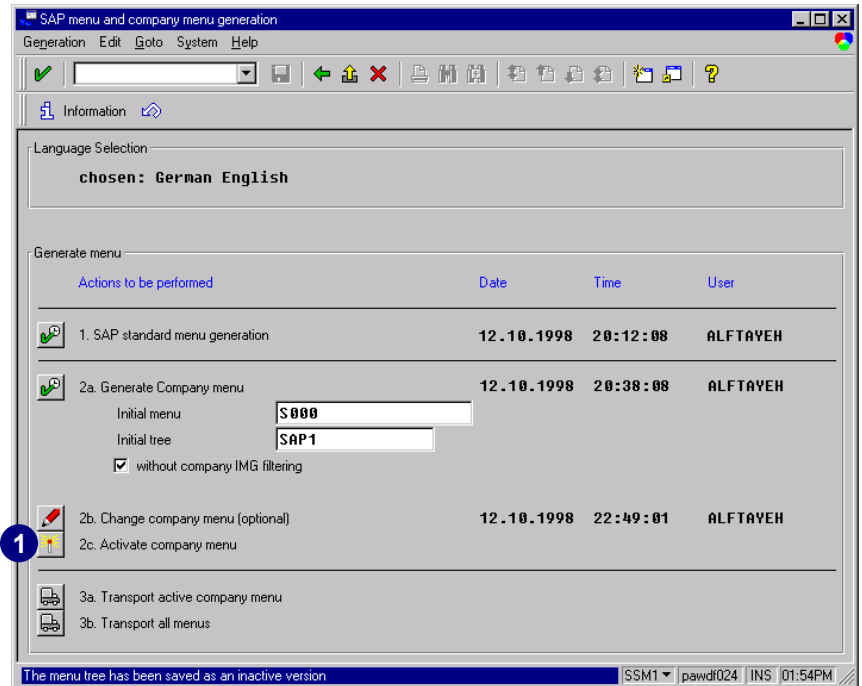 SAP menu and company menu generation
Generation Edit Goto System Help
Information
Language Selection
chosen: German English
Generate menu
Actions to be performed Date Time User
1. SAP standard menu generation 12.10.1998 20:12:08 ALFTAYEH
2a. Generate Company menu 12.10.1998 20:38:08 ALFTAYEH
Initial menu S000
Initial tree SAP1
without company IMG filtering
2b. Change company menu (optional) 12.10.1998 22:49:01 ALFTAYEH
1 2c. Activate company menu
3a. Transport active company menu
3b. Transport all menus
The menu tree has been saved as an inactive version SSM1 pawdf024 INS 01:54PM